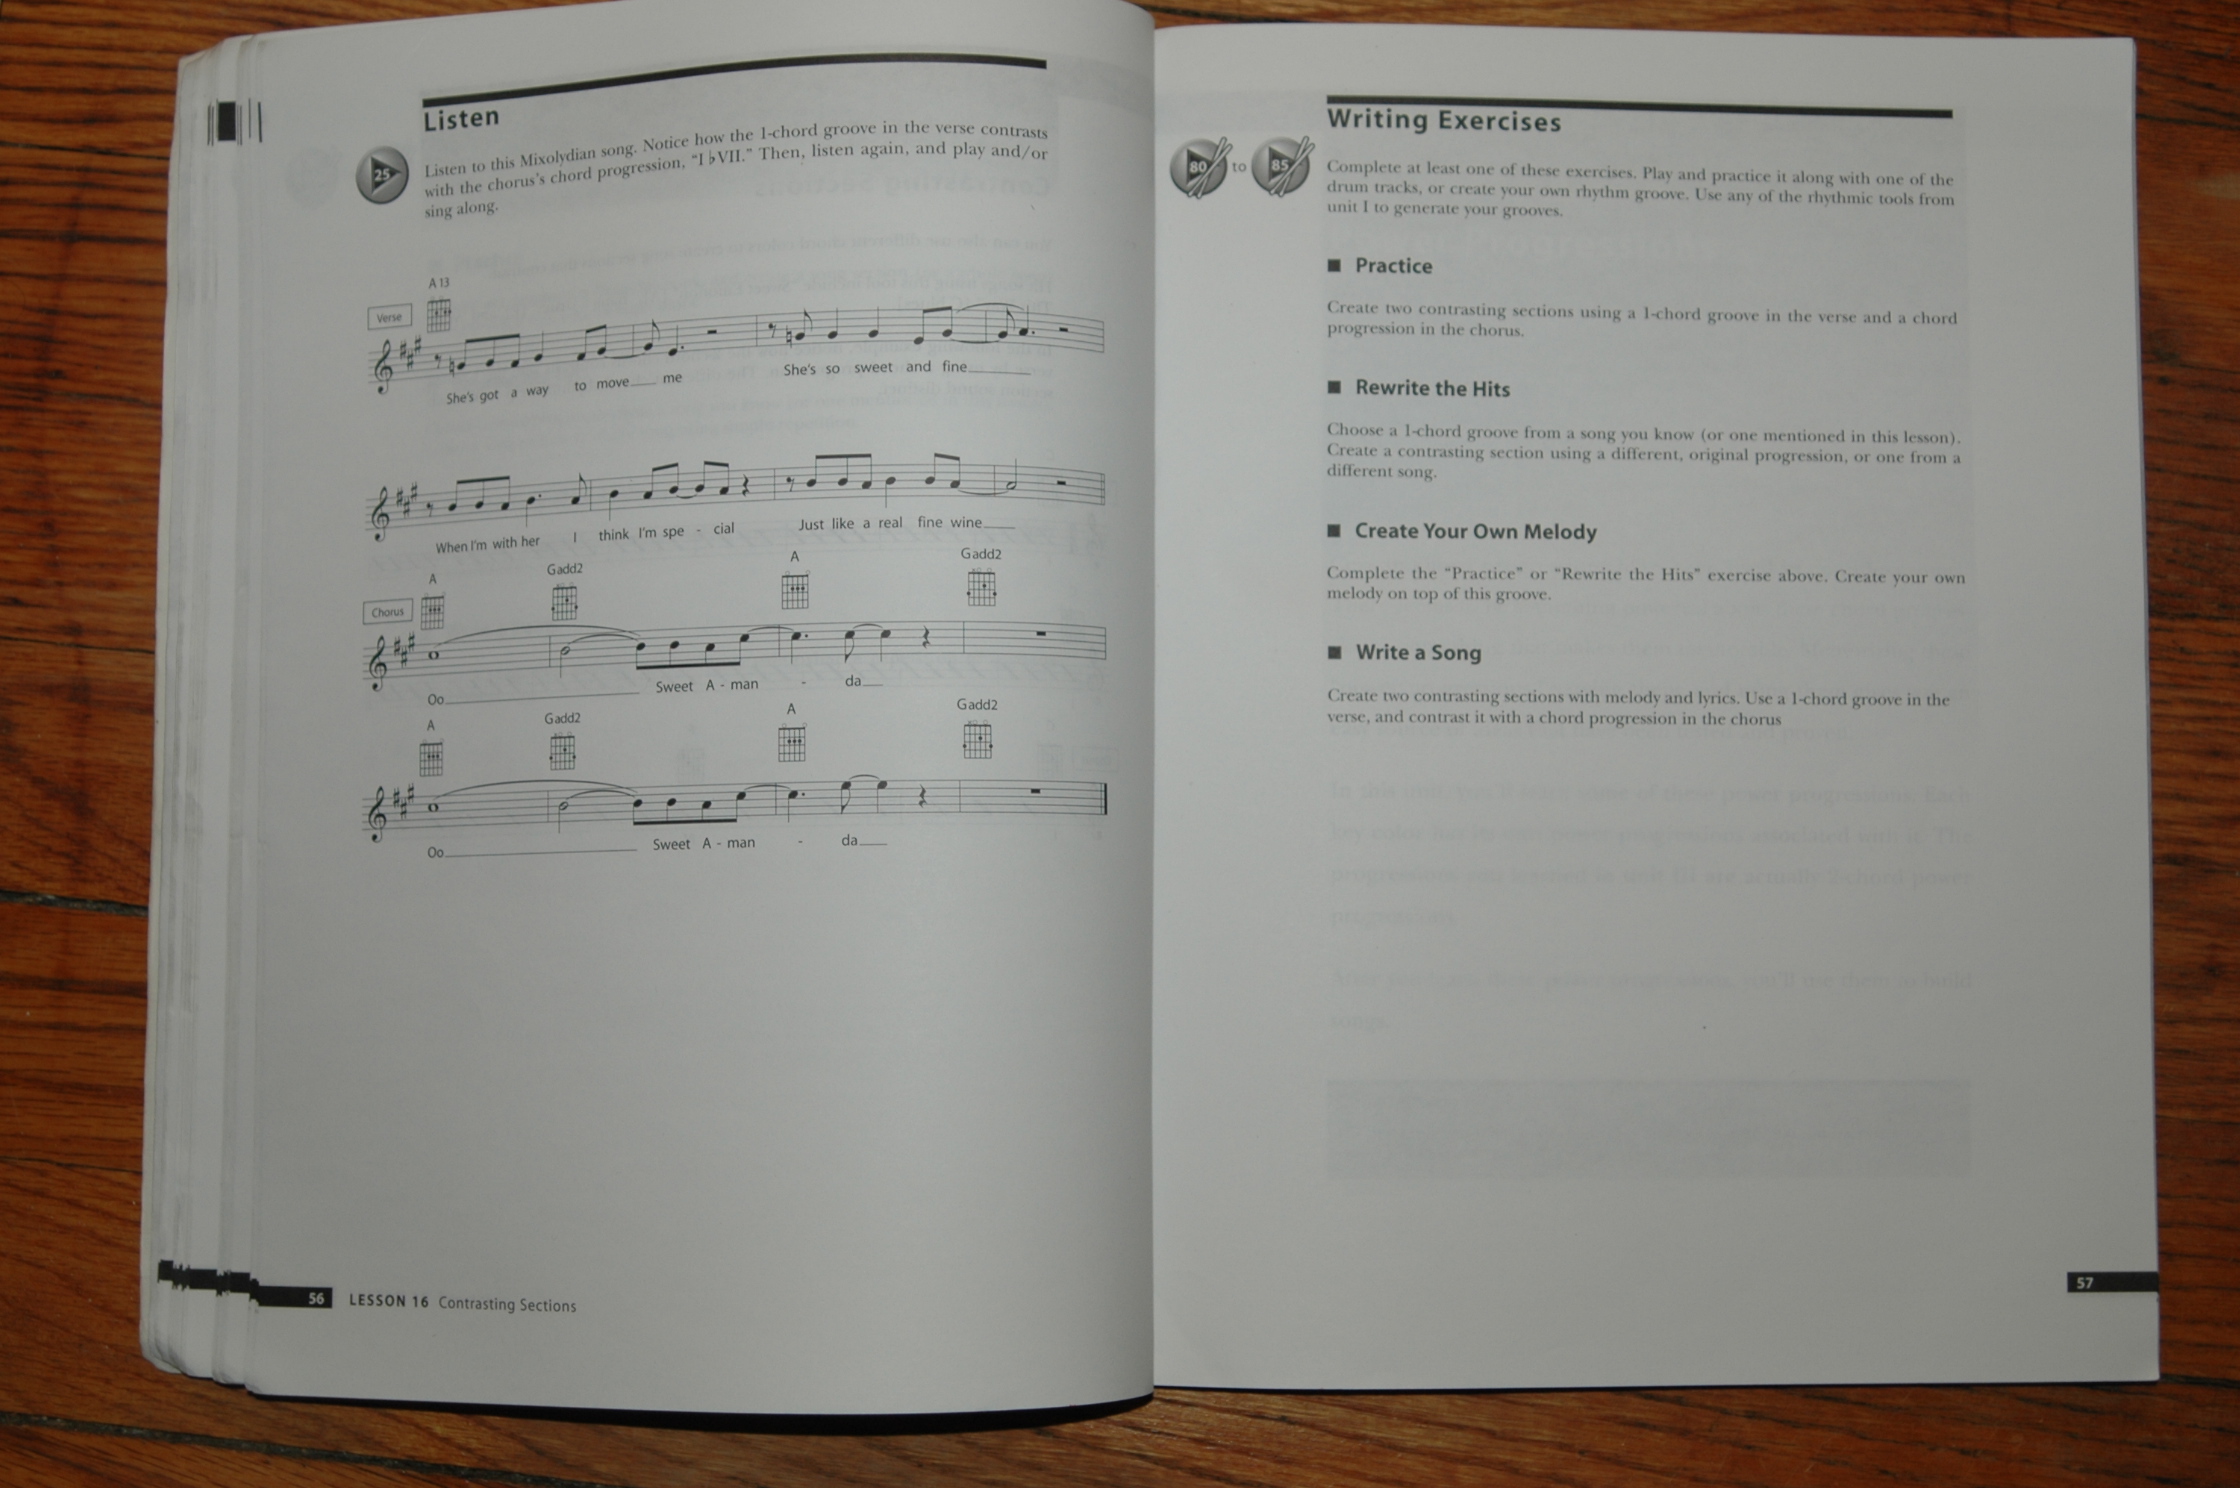 Listen
25
Listen to this Mixolydian song. Notice how the 1-chord groove in the verse contrasts
with the chorus's chord progression, "I ♭VII." Then, listen again, and play and/or
sing along.
A 13
Verse
She's got a way to move___ me She's so sweet and fine___
When I'm with her I think I'm spe - cial Just like a real fine wine___
A Gadd2 A Gadd2
Chorus
Oo___ Sweet A - man - da___
A Gadd2 A Gadd2
Oo___ Sweet A - man - da___
56 LESSON 16 Contrasting Sections
Writing Exercises
80 to 85
Complete at least one of these exercises. Play and practice it along with one of the
drum tracks, or create your own rhythm groove. Use any of the rhythmic tools from
unit I to generate your grooves.
■ Practice
Create two contrasting sections using a 1-chord groove in the verse and a chord
progression in the chorus.
■ Rewrite the Hits
Choose a 1-chord groove from a song you know (or one mentioned in this lesson).
Create a contrasting section using a different, original progression, or one from a
different song.
■ Create Your Own Melody
Complete the "Practice" or "Rewrite the Hits" exercise above. Create your own
melody on top of this groove.
■ Write a Song
Create two contrasting sections with melody and lyrics. Use a 1-chord groove in the
verse, and contrast it with a chord progression in the chorus
57